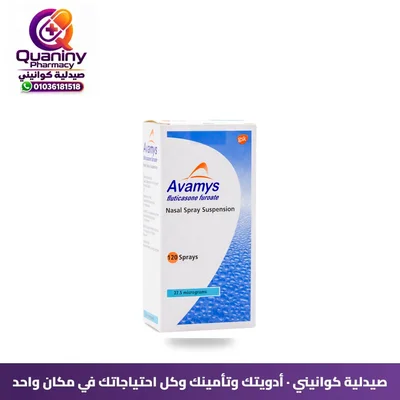 Quaniny
Pharmacy
صيدلية كوانيني
01036181518
gsk
Avamys
fluticasone furoate
Nasal Spray Suspension
120 Sprays
27.5 micrograms
صيدلية كوانيني - أدويتك وتأمينك وكل احتياجاتك في مكان واحد